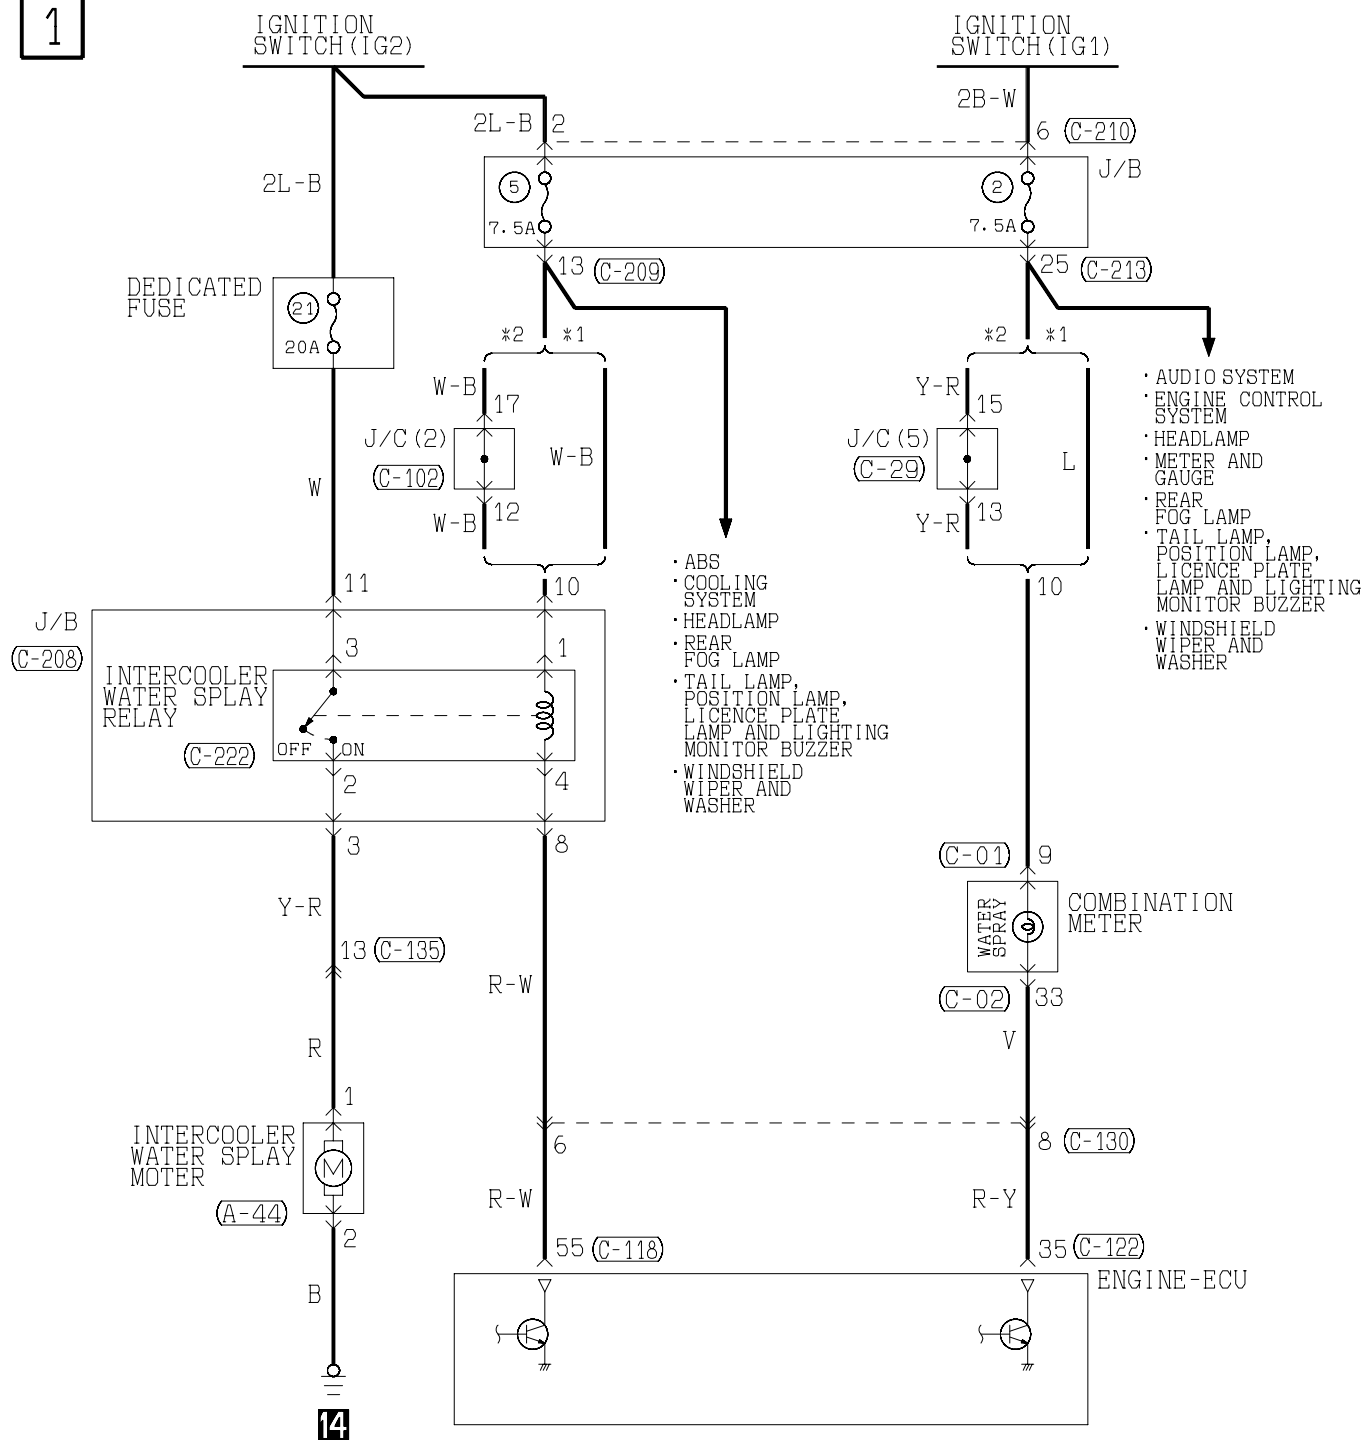 1
IGNITION
SWITCH(IG2)
IGNITION
SWITCH(IG1)
2B-W
2L-B 2
6 (C-210)
J/B
2L-B
5
2
7.5A
7.5A
13 (C-209)
25 (C-213)
DEDICATED
FUSE
21
20A
*2 *1
*2 *1
W-B
17
J/C(2)
(C-102)
W-B
12
W-B
Y-R
15
J/C(5)
(C-29)
Y-R
13
L
W
· AUDIO SYSTEM
· ENGINE CONTROL
SYSTEM
· HEADLAMP
· METER AND
GAUGE
· REAR
FOG LAMP
· TAIL LAMP,
POSITION LAMP,
LICENCE PLATE
LAMP AND LIGHTING
MONITOR BUZZER
· WINDSHIELD
WIPER AND
WASHER
11
10
10
· ABS
· COOLING
SYSTEM
· HEADLAMP
· REAR
FOG LAMP
· TAIL LAMP,
POSITION LAMP,
LICENCE PLATE
LAMP AND LIGHTING
MONITOR BUZZER
· WINDSHIELD
WIPER AND
WASHER
J/B
(C-208)
3
1
INTERCOOLER
WATER SPLAY
RELAY
(C-222)
OFF ON
2
4
3
8
(C-01) 9
WATER
SPRAY
COMBINATION
METER
(C-02) 33
Y-R
13 (C-135)
R-W
V
R
1
INTERCOOLER
WATER SPLAY
MOTER
M
(A-44)
2
6
8 (C-130)
R-W
R-Y
55 (C-118)
35 (C-122)
ENGINE-ECU
B
14